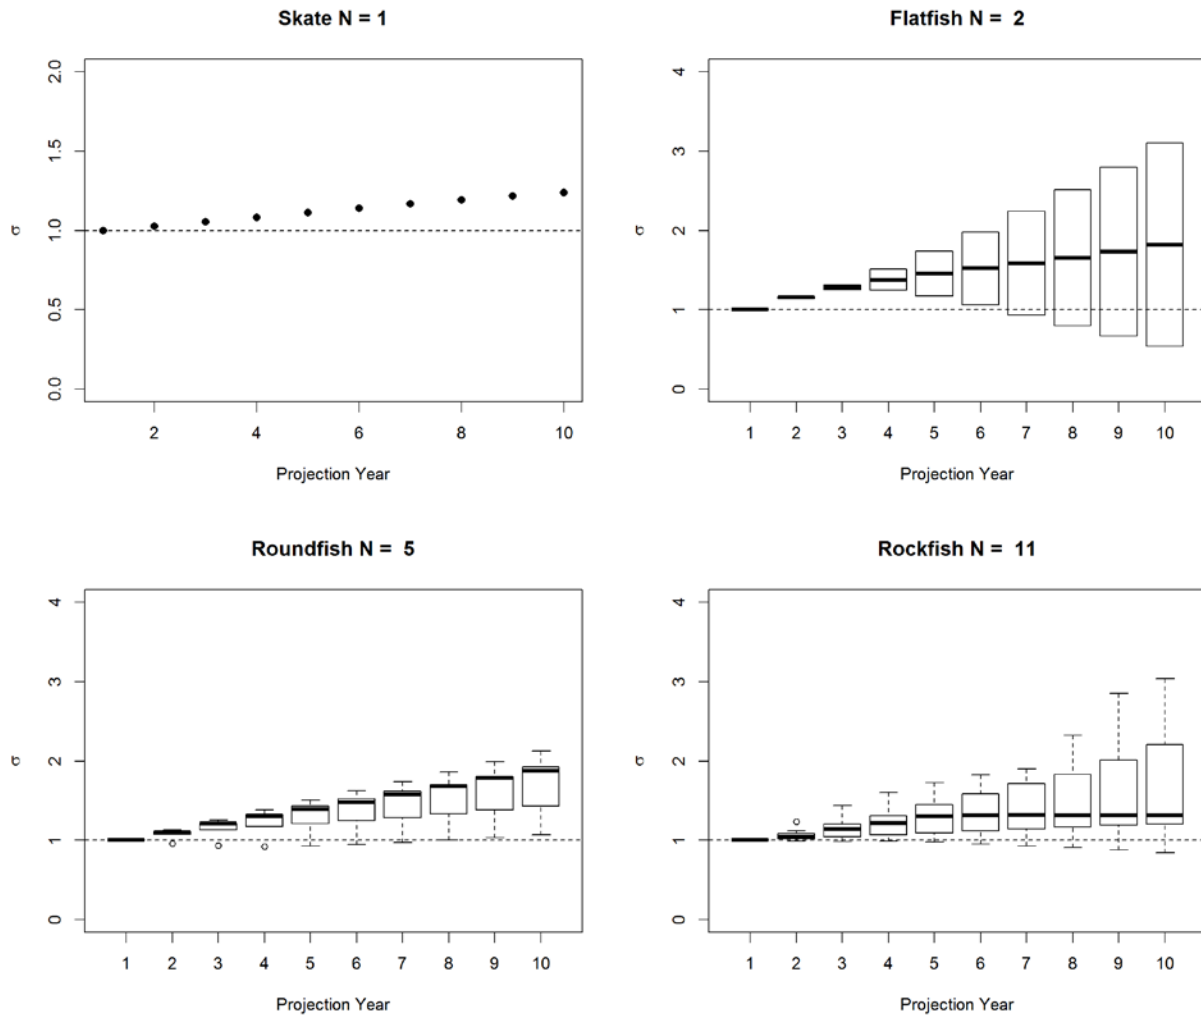 Skate N = 1
σ
2.0
1.5
1.0
0.5
0.0
2 4 6 8 10
Projection Year
Flatfish N = 2
σ
4
3
2
1
0
1 2 3 4 5 6 7 8 9 10
Projection Year
Roundfish N = 5
σ
4
3
2
1
0
1 2 3 4 5 6 7 8 9 10
Projection Year
Rockfish N = 11
σ
4
3
2
1
0
1 2 3 4 5 6 7 8 9 10
Projection Year